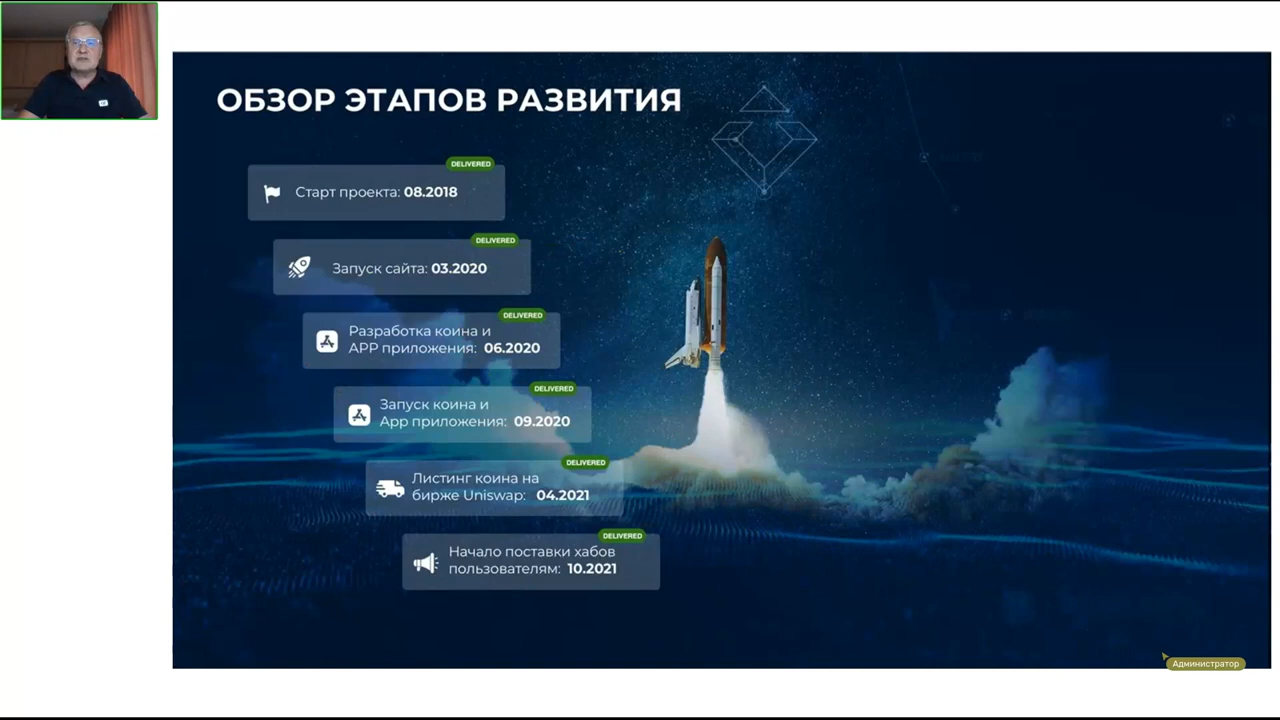 ОБЗОР ЭТАПОВ РАЗВИТИЯ
DELIVERED
Старт проекта: 08.2018
DELIVERED
Запуск сайта: 03.2020
DELIVERED
Разработка коина и
APP приложения: 06.2020
DELIVERED
Запуск коина и
App приложения: 09.2020
DELIVERED
Листинг коина на
бирже Uniswap: 04.2021
DELIVERED
Начало поставки хабов
пользователям: 10.2021
Администратор